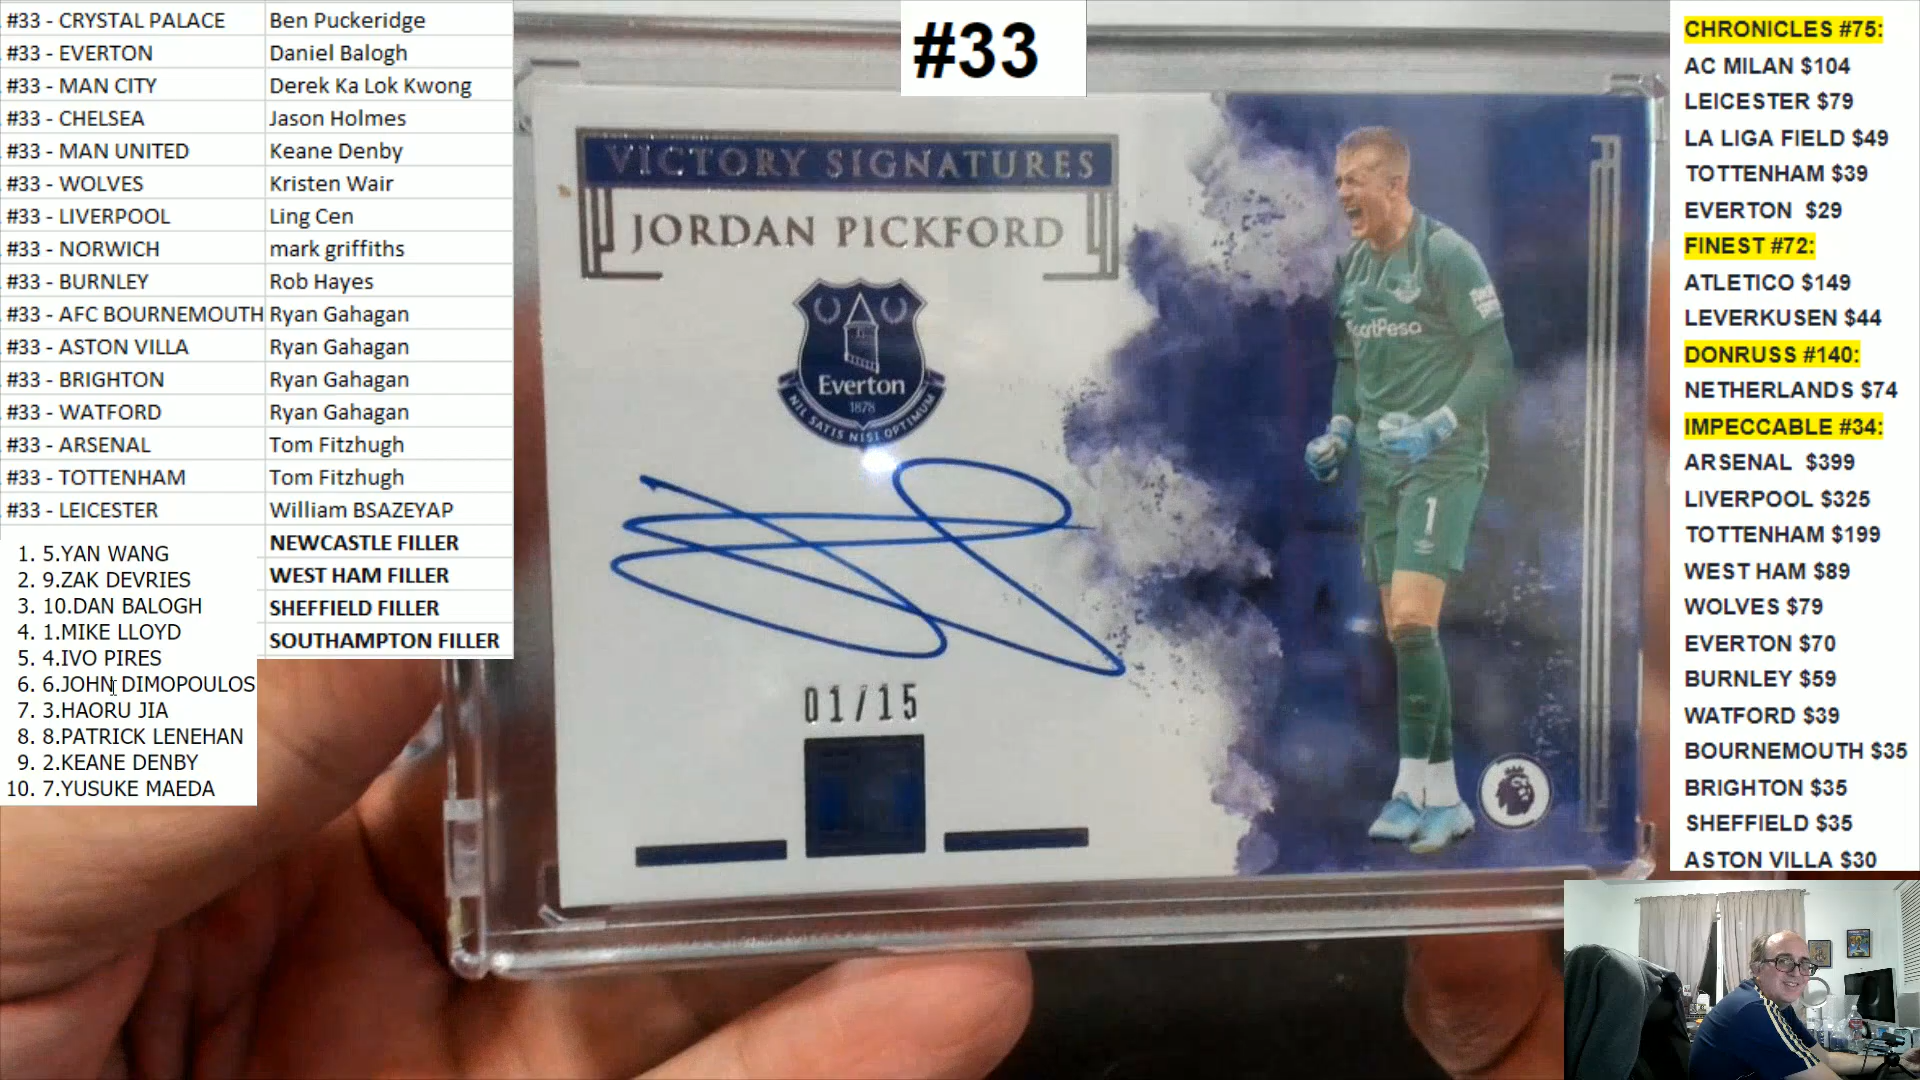 #33 - CRYSTAL PALACE Ben Puckeridge
#33 - EVERTON Daniel Balogh
#33 - MAN CITY Derek Ka Lok Kwong
#33 - CHELSEA Jason Holmes
#33 - MAN UNITED Keane Denby
#33 - WOLVES Kristen Wair
#33 - LIVERPOOL Ling Cen
#33 - NORWICH mark griffiths
#33 - BURNLEY Rob Hayes
#33 - AFC BOURNEMOUTH Ryan Gahagan
#33 - ASTON VILLA Ryan Gahagan
#33 - BRIGHTON Ryan Gahagan
#33 - WATFORD Ryan Gahagan
#33 - ARSENAL Tom Fitzhugh
#33 - TOTTENHAM Tom Fitzhugh
#33 - LEICESTER William BSAZEYAP
NEWCASTLE FILLER
WEST HAM FILLER
SHEFFIELD FILLER
SOUTHAMPTON FILLER
1. 5.YAN WANG
2. 9.ZAK DEVRIES
3. 10.DAN BALOGH
4. 1.MIKE LLOYD
5. 4.IVO PIRES
6. 6.JOHN DIMOPOULOS
7. 3.HAORU JIA
8. 8.PATRICK LENEHAN
9. 2.KEANE DENBY
10. 7.YUSUKE MAEDA
#33
VICTORY SIGNATURES
JORDAN PICKFORD
Everton
1878
NIL SATIS NISI OPTIMUM
01/15
SportPesa
1
CHRONICLES #75:
AC MILAN $104
LEICESTER $79
LA LIGA FIELD $49
TOTTENHAM $39
EVERTON $29
FINEST #72:
ATLETICO $149
LEVERKUSEN $44
DONRUSS #140:
NETHERLANDS $74
IMPECCABLE #34:
ARSENAL $399
LIVERPOOL $325
TOTTENHAM $199
WEST HAM $89
WOLVES $79
EVERTON $70
BURNLEY $59
WATFORD $39
BOURNEMOUTH $35
BRIGHTON $35
SHEFFIELD $35
ASTON VILLA $30